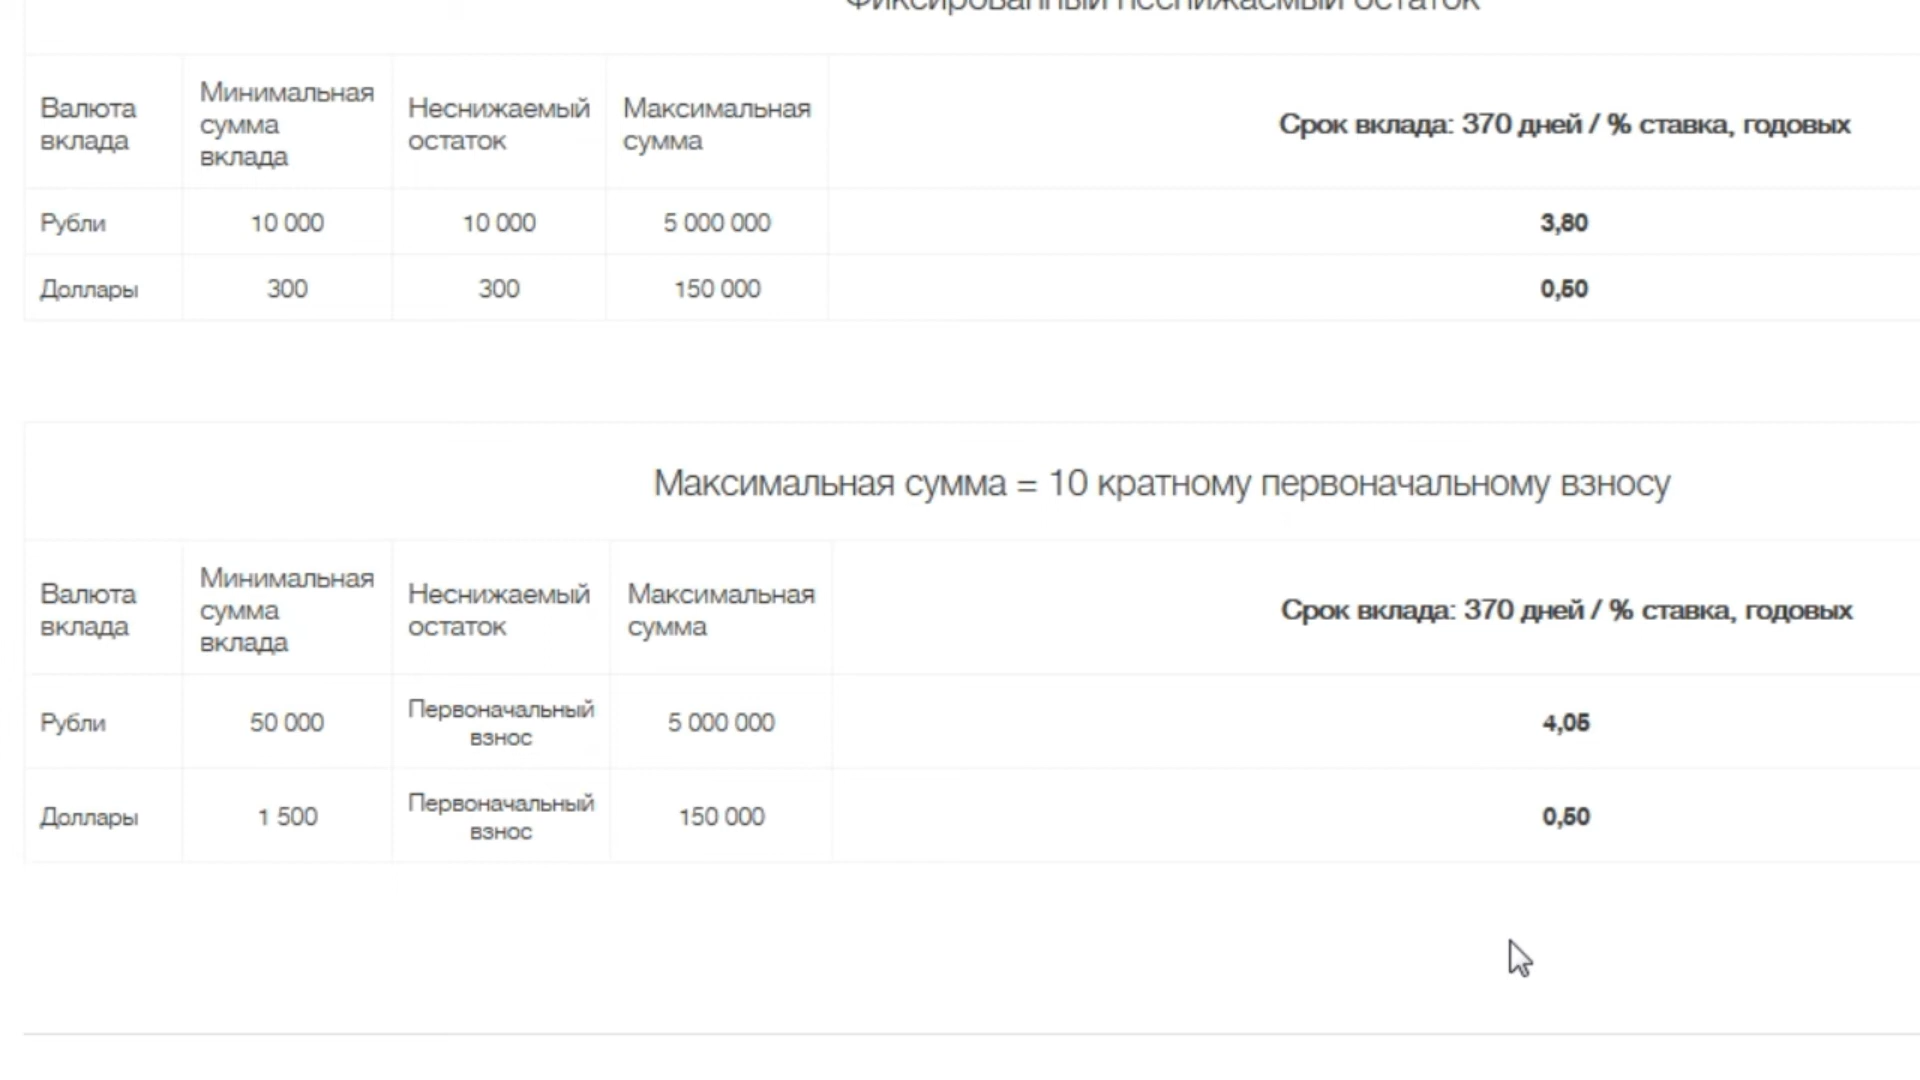 Фиксированный неснижаемый остаток
Валюта вклада Минимальная сумма вклада Неснижаемый остаток Максимальная сумма Срок вклада: 370 дней / % ставка, годовых
Рубли 10 000 10 000 5 000 000 3,80
Доллары 300 300 150 000 0,50
Максимальная сумма = 10 кратному первоначальному взносу
Валюта вклада Минимальная сумма вклада Неснижаемый остаток Максимальная сумма Срок вклада: 370 дней / % ставка, годовых
Рубли 50 000 Первоначальный взнос 5 000 000 4,05
Доллары 1 500 Первоначальный взнос 150 000 0,50